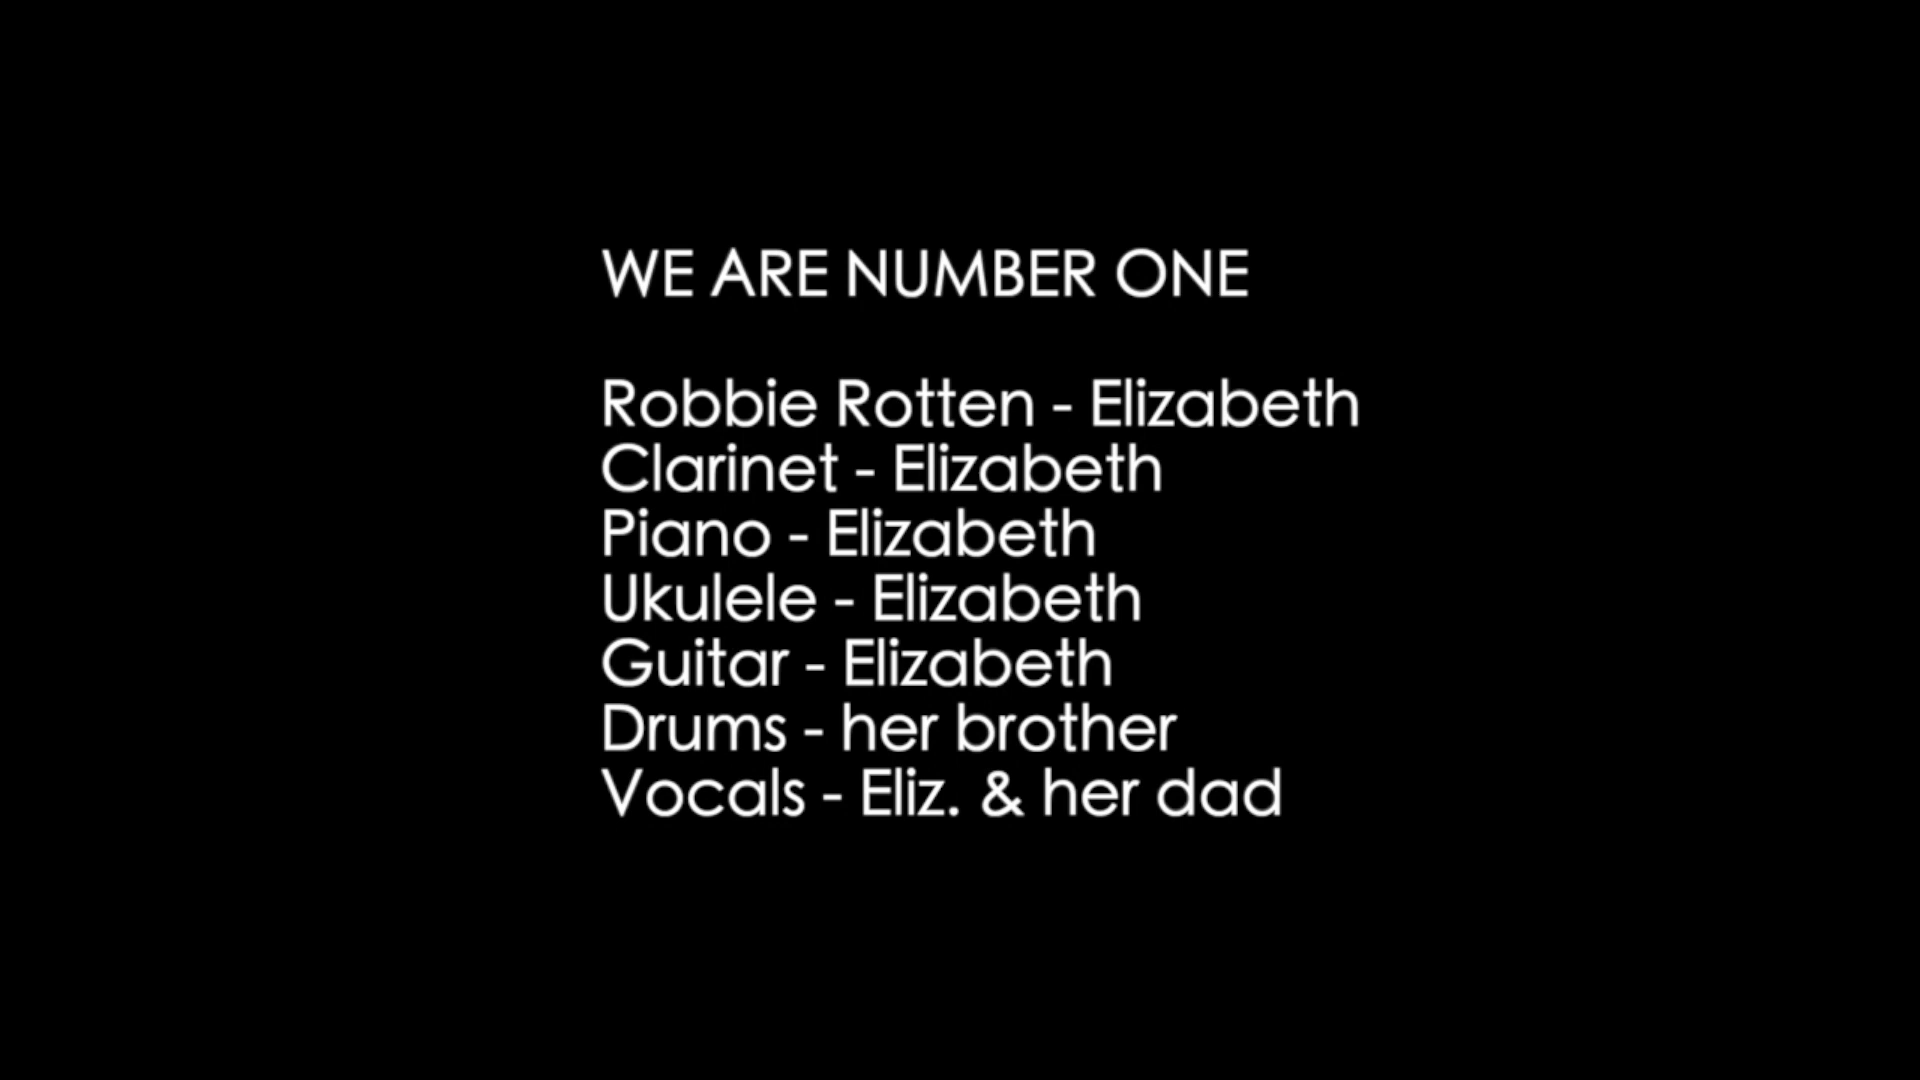 WE ARE NUMBER ONE
Robbie Rotten - Elizabeth
Clarinet - Elizabeth
Piano - Elizabeth
Ukulele - Elizabeth
Guitar - Elizabeth
Drums - her brother
Vocals - Eliz. & her dad